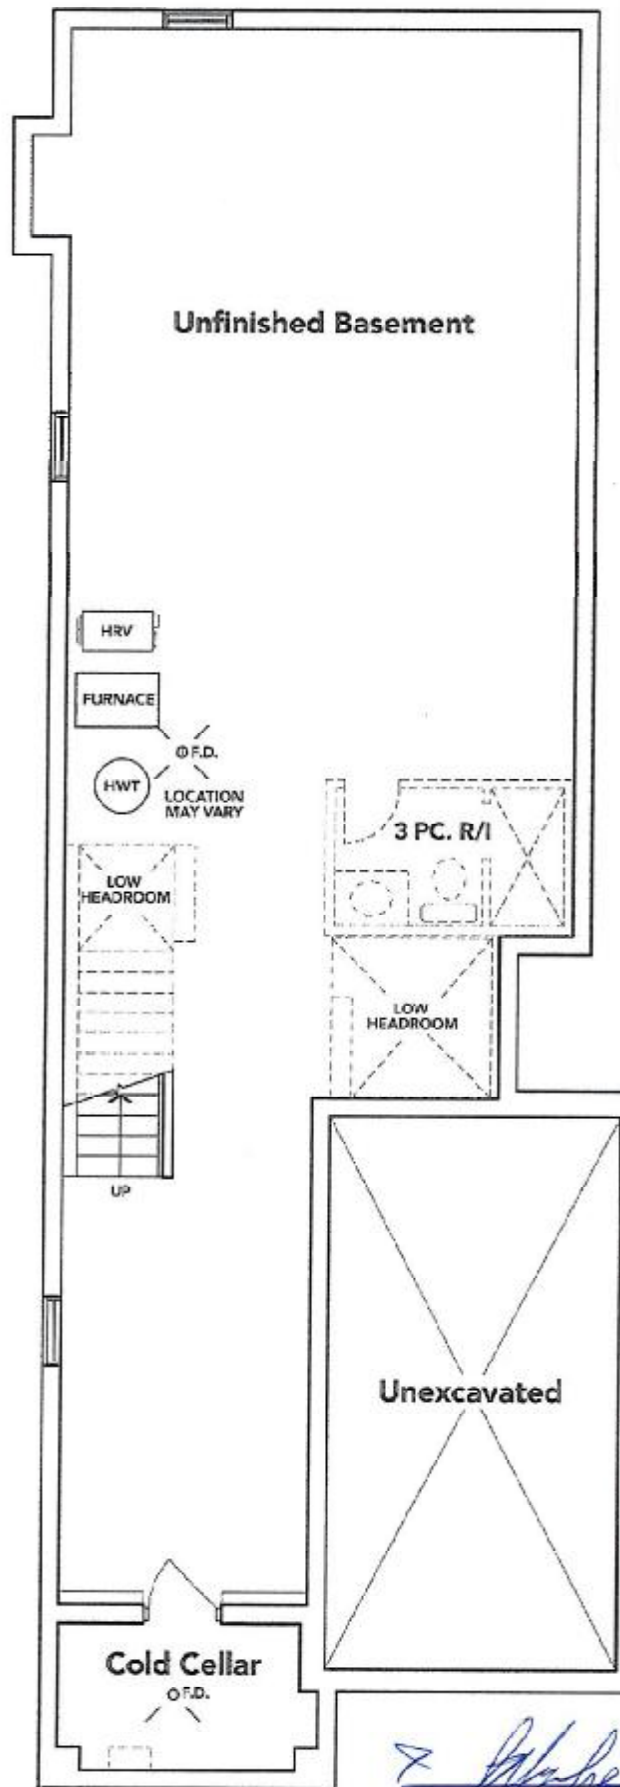 Unfinished Basement
HRV
FURNACE
F.D.
HWT
LOCATION
MAY VARY
3 PC. R/I
LOW
HEADROOM
LOW
HEADROOM
UP
Unexcavated
Cold Cellar
F.D.